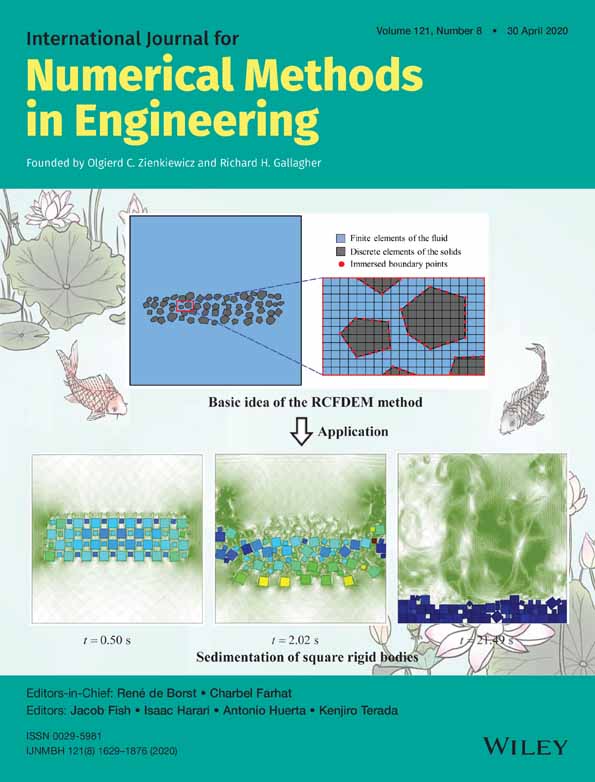 Volume 121, Number 8 • 30 April 2020
International Journal for
Numerical Methods
in Engineering
Founded by Olgierd C. Zienkiewicz and Richard H. Gallagher
Finite elements of the fluid
Discrete elements of the solids
Immersed boundary points
Basic idea of the RCFDEM method
Application
t = 0.50 s
t = 2.02 s
t = 21.49 s
Sedimentation of square rigid bodies
Editors-in-Chief: René de Borst • Charbel Farhat
Editors: Jacob Fish • Isaac Harari • Antonio Huerta • Kenjiro Terada
ISSN 0029-5981
IJNMBH 121(8) 1629–1876 (2020)
WILEY